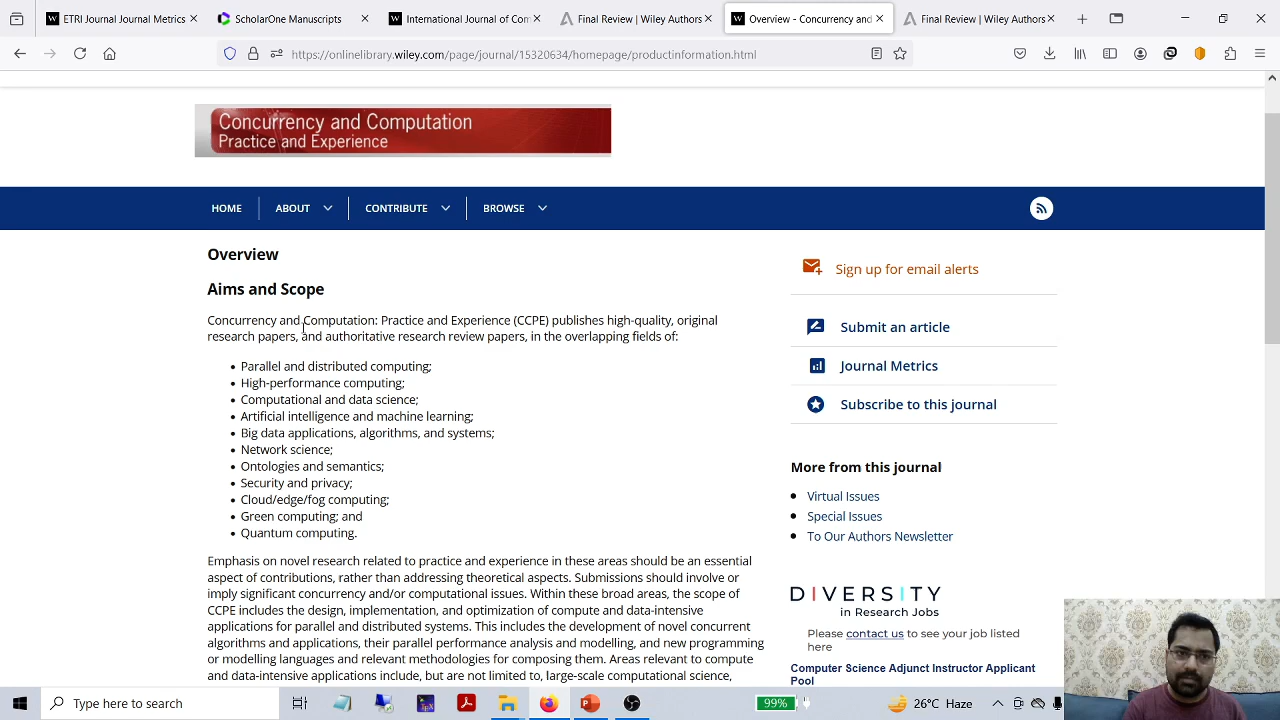 ETRI Journal Journal Metrics
ScholarOne Manuscripts
International Journal of Com
Final Review | Wiley Authors
Overview - Concurrency and
Final Review | Wiley Authors
https://onlinelibrary.wiley.com/page/journal/15320634/homepage/productinformation.html
Concurrency and Computation
Practice and Experience
HOME
ABOUT
CONTRIBUTE
BROWSE
Overview
Aims and Scope
Concurrency and Computation: Practice and Experience (CCPE) publishes high-quality, original
research papers, and authoritative research review papers, in the overlapping fields of:
• Parallel and distributed computing;
• High-performance computing;
• Computational and data science;
• Artificial intelligence and machine learning;
• Big data applications, algorithms, and systems;
• Network science;
• Ontologies and semantics;
• Security and privacy;
• Cloud/edge/fog computing;
• Green computing; and
• Quantum computing.
Emphasis on novel research related to practice and experience in these areas should be an essential
aspect of contributions, rather than addressing theoretical aspects. Submissions should involve or
imply significant concurrency and/or computational issues. Within these broad areas, the scope of
CCPE includes the design, implementation, and optimization of compute and data-intensive
applications for parallel and distributed systems. This includes the development of novel concurrent
algorithms and applications, their parallel performance analysis and modelling, and new programming
or modelling languages and relevant methodologies for composing them. Areas relevant to compute
and data-intensive applications include, but are not limited to, large-scale computational science,
Sign up for email alerts
Submit an article
Journal Metrics
Subscribe to this journal
More from this journal
• Virtual Issues
• Special Issues
• To Our Authors Newsletter
DIVERSITY
in Research Jobs
Please contact us to see your job listed
here
Computer Science Adjunct Instructor Applicant
Pool
Type here to search
99%
26°C Haze